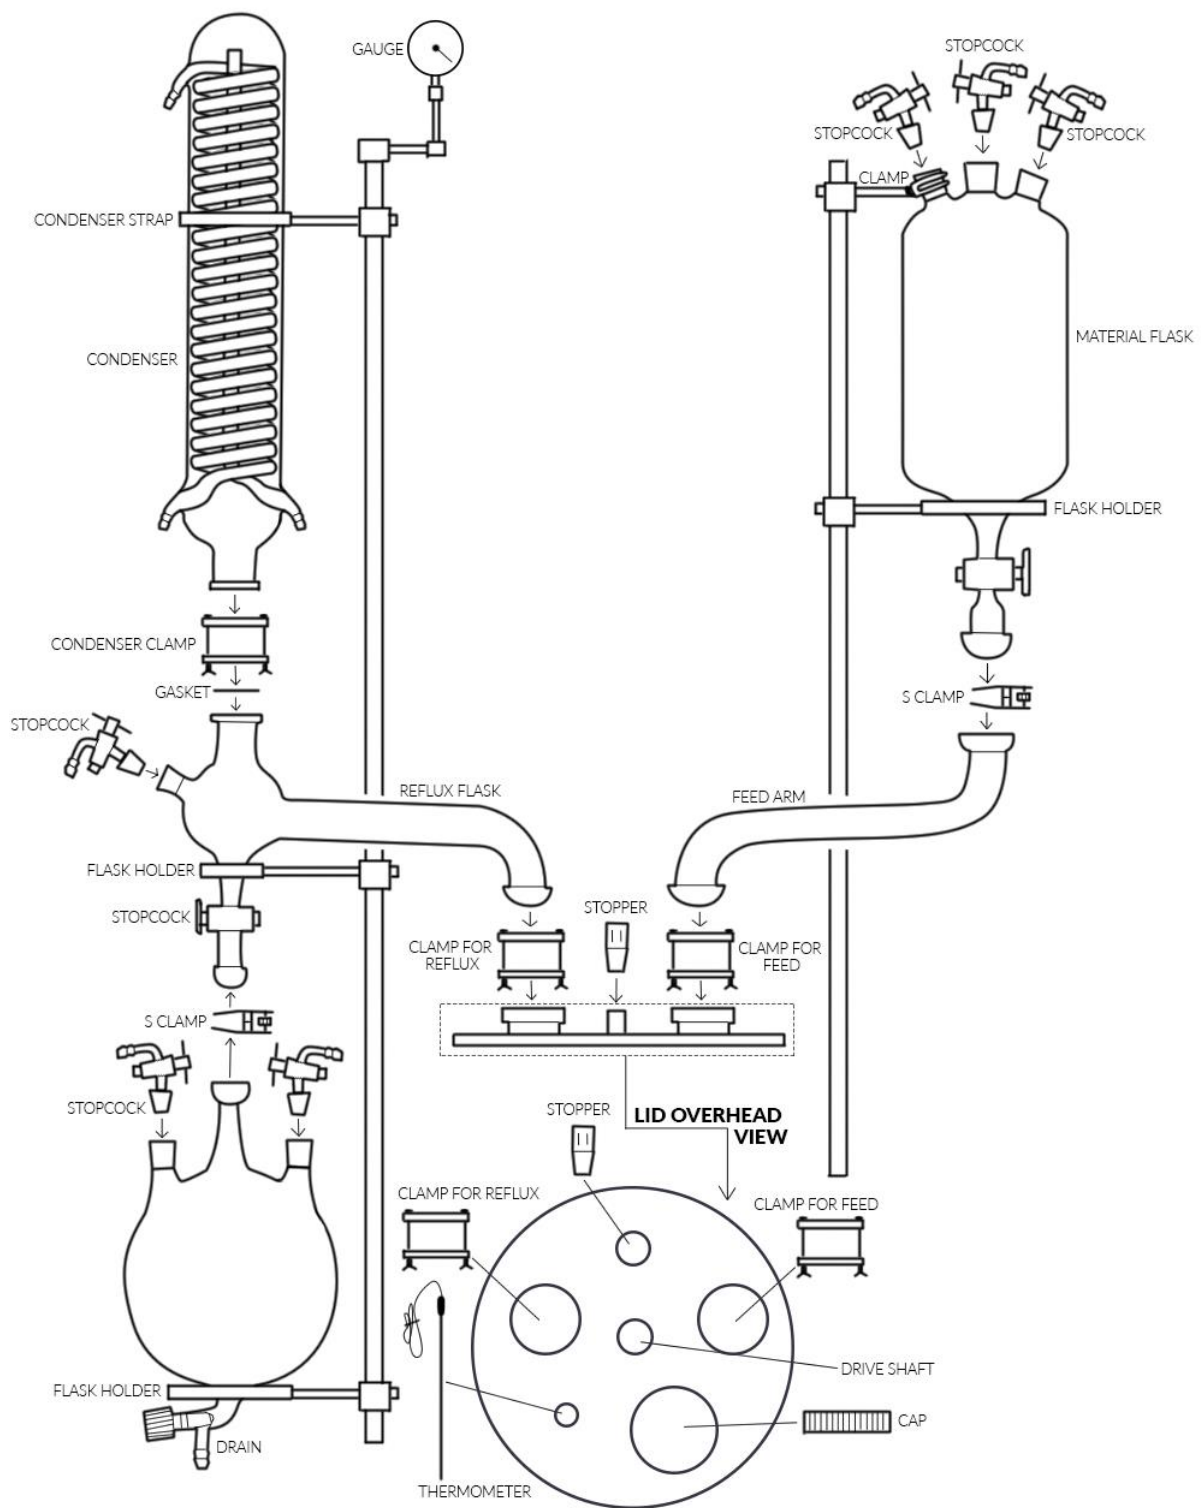 GAUGE
STOPCOCK
STOPCOCK
STOPCOCK
CLAMP
CONDENSER STRAP
CONDENSER
MATERIAL FLASK
FLASK HOLDER
CONDENSER CLAMP
GASKET
S CLAMP
STOPCOCK
REFLUX FLASK
FEED ARM
FLASK HOLDER
STOPCOCK
STOPPER
CLAMP FOR
REFLUX
CLAMP FOR
FEED
S CLAMP
STOPCOCK
STOPPER
LID OVERHEAD
VIEW
CLAMP FOR REFLUX
CLAMP FOR FEED
DRIVE SHAFT
FLASK HOLDER
CAP
DRAIN
THERMOMETER